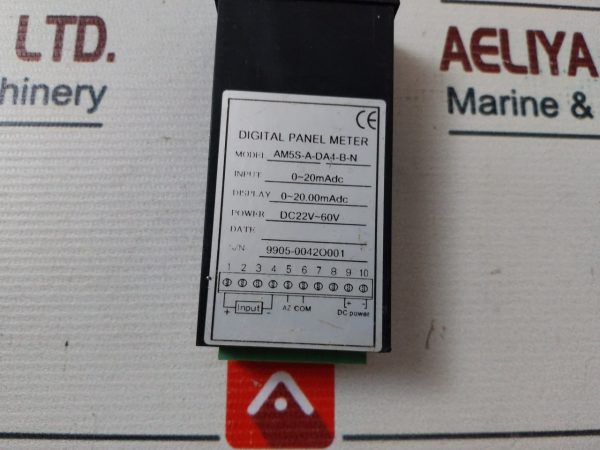 LTD.
AELIYA
chinery
Marine &
CE
DIGITAL PANEL METER
MODEL AM5S-A-DA4-B-N
INPUT 0~20mAdc
DISPLAY 0~20.00mAdc
POWER DC22V~60V
DATE
S/N 9905-0042O001
1 2 3 4 5 6 7 8 9 10
+ Input - AZ COM + -
DC power